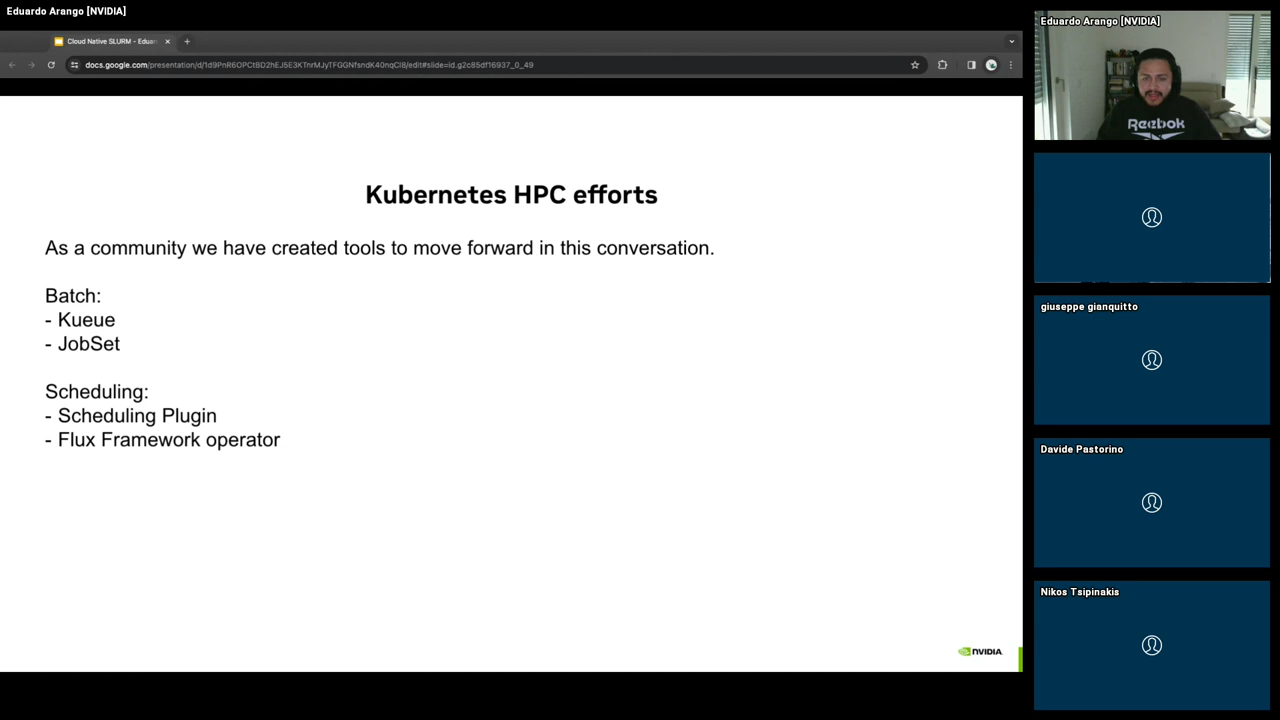 Eduardo Arango [NVIDIA]
Cloud Native SLURM - Eduar
docs.google.com/presentation/d/1d9PnR6OPCtBD2hEJ5E3KThrMJyTFGGNfsndK40nqCl8/edit#slide=id.g2c85df16937_0_49
Kubernetes HPC efforts
As a community we have created tools to move forward in this conversation.
Batch:
- Kueue
- JobSet
Scheduling:
- Scheduling Plugin
- Flux Framework operator
NVIDIA.
Eduardo Arango [NVIDIA]
Reebok
giuseppe gianquitto
Davide Pastorino
Nikos Tsipinakis